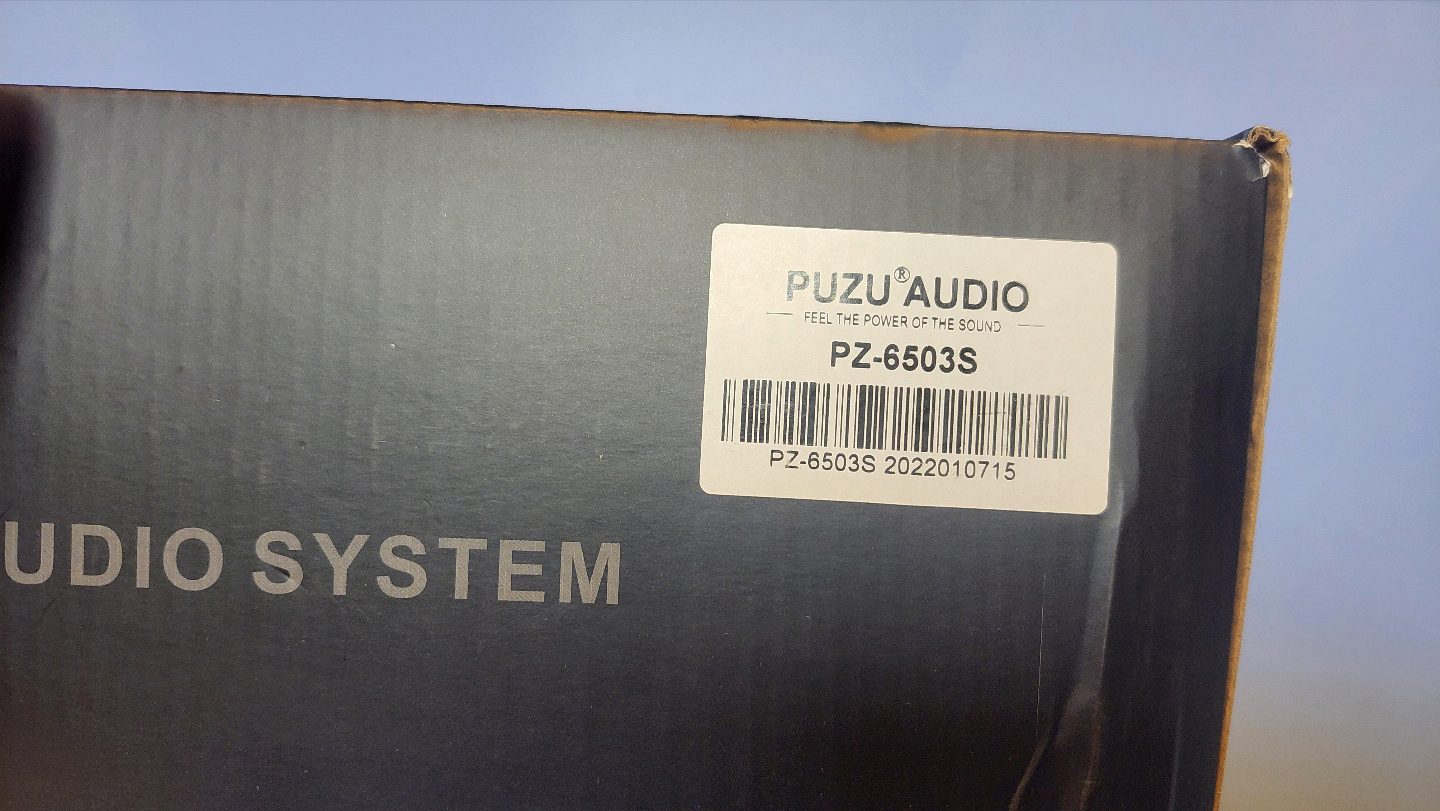 PUZU® AUDIO
FEEL THE POWER OF THE SOUND
PZ-6503S
PZ-6503S 2022010715
UDIO SYSTEM